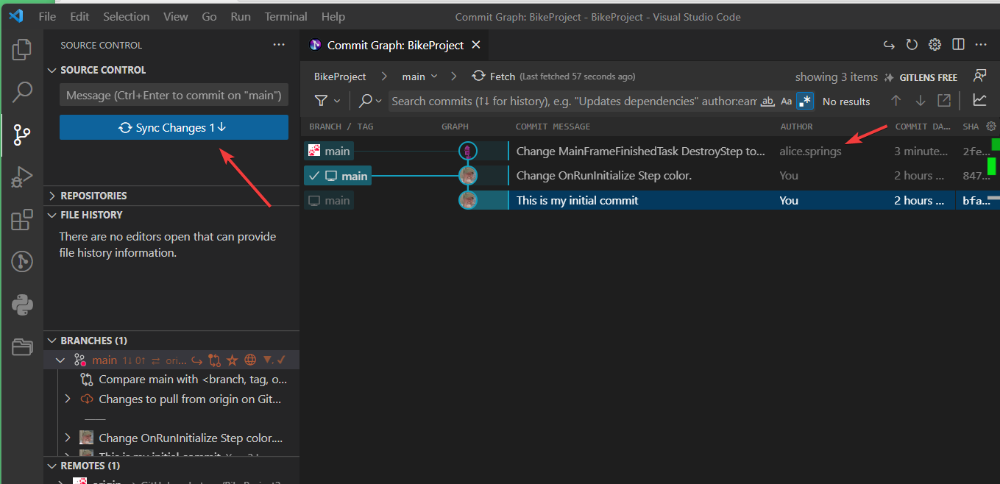 File Edit Selection View Go Run Terminal Help
Commit Graph: BikeProject - BikeProject - Visual Studio Code
SOURCE CONTROL
SOURCE CONTROL
Message (Ctrl+Enter to commit on "main")
Sync Changes 1↓
REPOSITORIES
FILE HISTORY
There are no editors open that can provide
file history information.
BRANCHES (1)
main 1↓ 0↑ ⇄ ori...
Compare main with <branch, tag, o...
Changes to pull from origin on Git...
Change OnRunInitialize Step color....
This is my initial commit
REMOTES (1)
origin
Commit Graph: BikeProject
BikeProject > main > Fetch (Last fetched 57 seconds ago)
showing 3 items GITLENS FREE
Search commits (↑↓ for history), e.g. "Updates dependencies" author:eam
ab Aa .*
No results
BRANCH / TAG GRAPH COMMIT MESSAGE AUTHOR COMMIT DA... SHA
main Change MainFrameFinishedTask DestroyStep to... alice.springs 3 minute... 2fe...
main Change OnRunInitialize Step color. You 2 hours ... 847...
main This is my initial commit You 2 hours ... bfa...